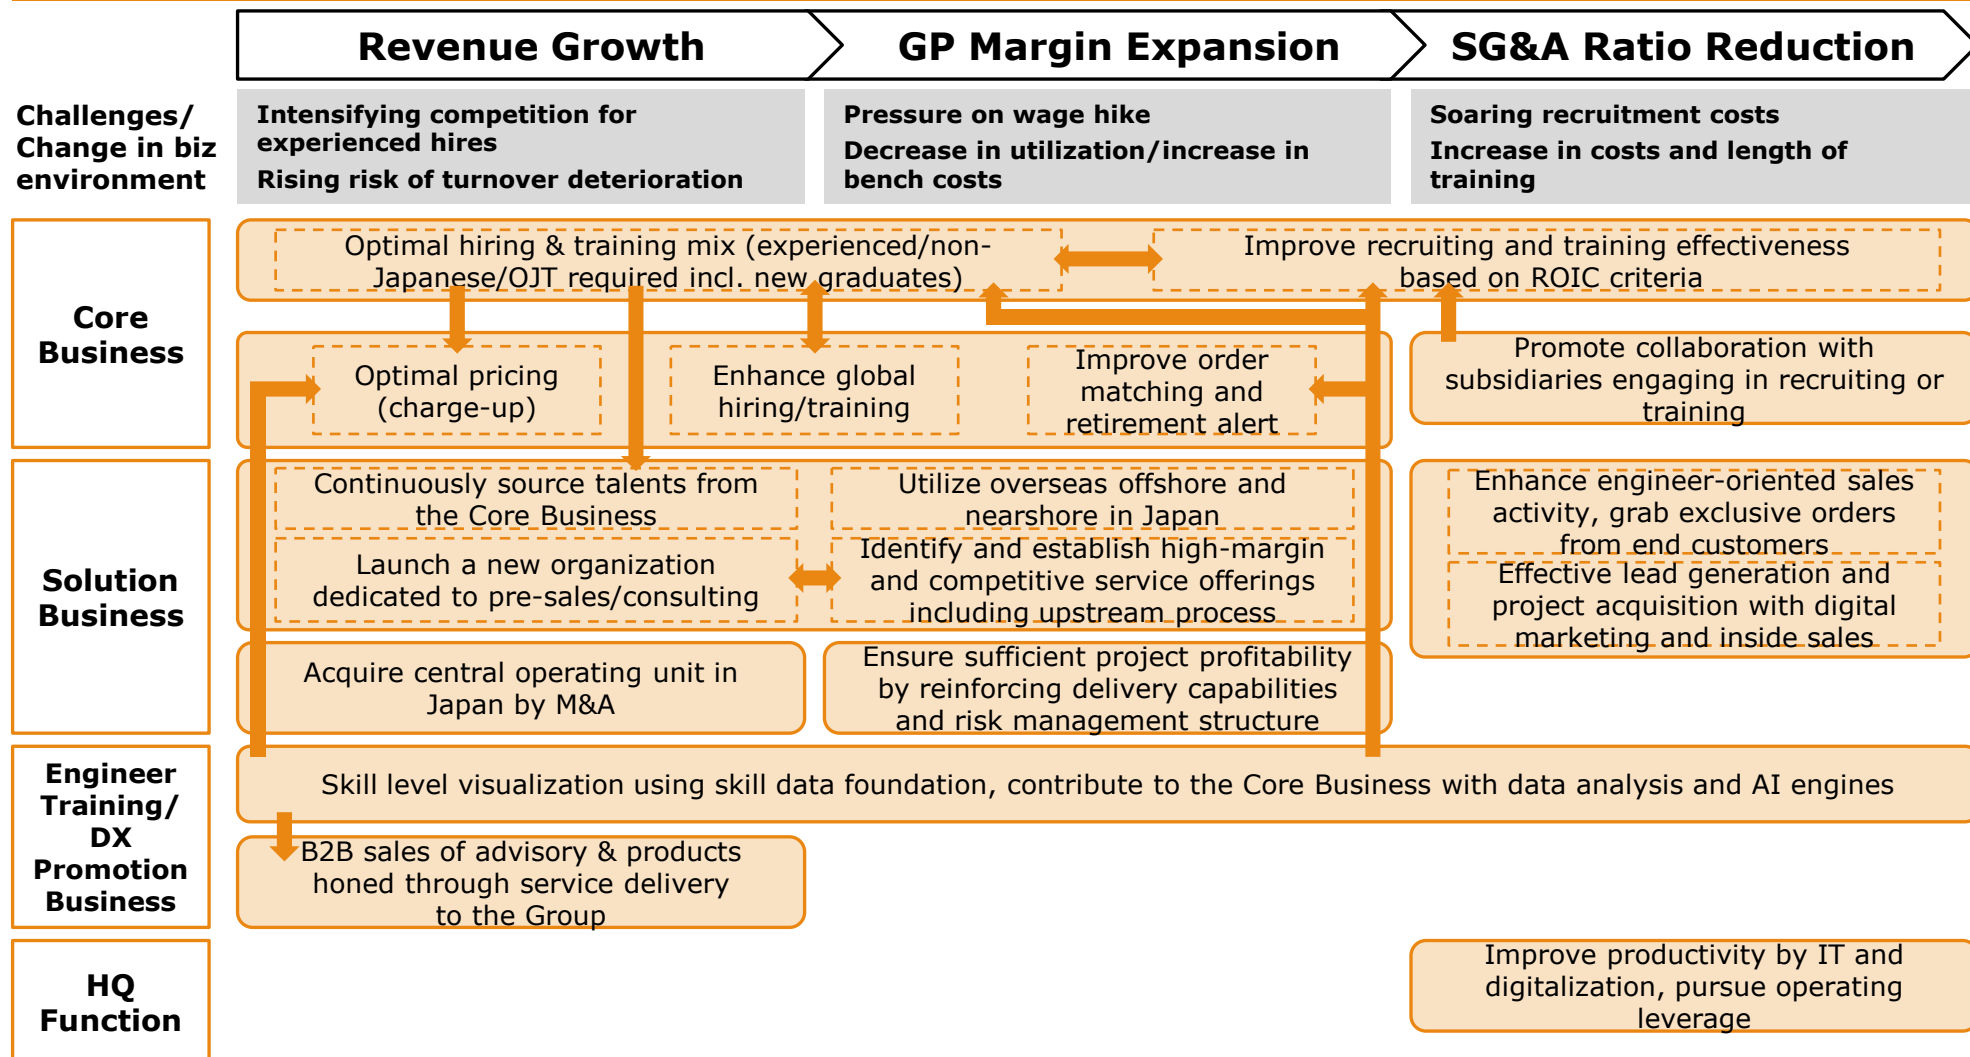 Revenue Growth
GP Margin Expansion
SG&A Ratio Reduction
Challenges/
Change in biz
environment
Intensifying competition for
experienced hires
Rising risk of turnover deterioration
Pressure on wage hike
Decrease in utilization/increase in
bench costs
Soaring recruitment costs
Increase in costs and length of
training
Core
Business
Optimal hiring & training mix (experienced/non-
Japanese/OJT required incl. new graduates)
Improve recruiting and training effectiveness
based on ROIC criteria
Optimal pricing
(charge-up)
Enhance global
hiring/training
Improve order
matching and
retirement alert
Promote collaboration with
subsidiaries engaging in recruiting or
training
Solution
Business
Continuously source talents from
the Core Business
Utilize overseas offshore and
nearshore in Japan
Launch a new organization
dedicated to pre-sales/consulting
Identify and establish high-margin
and competitive service offerings
including upstream process
Enhance engineer-oriented sales
activity, grab exclusive orders
from end customers
Effective lead generation and
project acquisition with digital
marketing and inside sales
Acquire central operating unit in
Japan by M&A
Ensure sufficient project profitability
by reinforcing delivery capabilities
and risk management structure
Engineer
Training/
DX
Promotion
Business
Skill level visualization using skill data foundation, contribute to the Core Business with data analysis and AI engines
B2B sales of advisory & products
honed through service delivery
to the Group
HQ
Function
Improve productivity by IT and
digitalization, pursue operating
leverage